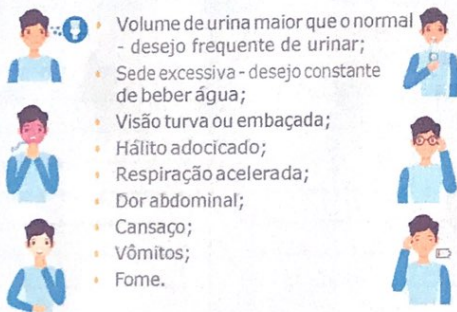 Volume de urina maior que o normal
- desejo frequente de urinar;
Sede excessiva - desejo constante
de beber água;
Visão turva ou embaçada;
Hálito adocicado;
Respiração acelerada;
Dor abdominal;
Cansaço;
Vômitos;
Fome.